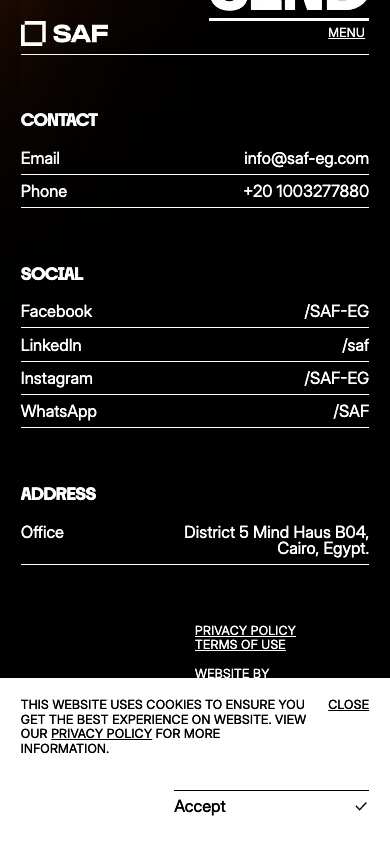 SEND
SAF
MENU
CONTACT
Email info@saf-eg.com
Phone +20 1003277880
SOCIAL
Facebook /SAF-EG
LinkedIn /saf
Instagram /SAF-EG
WhatsApp /SAF
ADDRESS
Office District 5 Mind Haus B04,
Cairo, Egypt.
PRIVACY POLICY
TERMS OF USE
WEBSITE BY
THIS WEBSITE USES COOKIES TO ENSURE YOU CLOSE
GET THE BEST EXPERIENCE ON WEBSITE. VIEW
OUR PRIVACY POLICY FOR MORE
INFORMATION.
Accept